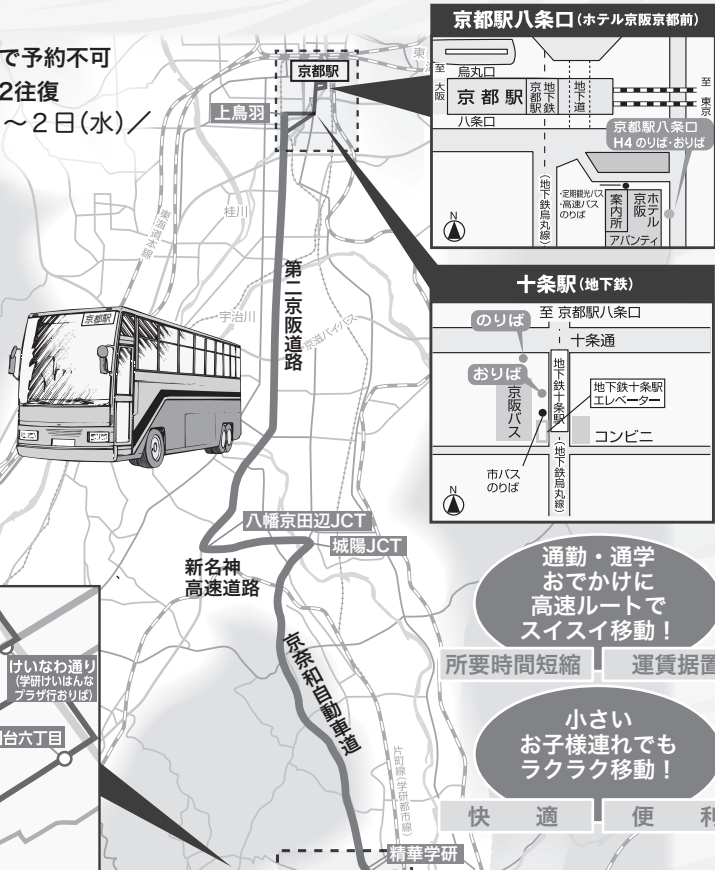 で予約不可
2往復
～2日(水)／
京都駅
上鳥羽
東海道本線
桂川
宇治川
京滋バイパス
第二京阪道路
京都駅
八幡京田辺JCT
城陽JCT
新名神
高速道路
京奈和自動車道
片町線(学研都市線)
精華学研
けいなわ通り
(学研けいはんな
プラザ行おりば)
台六丁目
京都駅八条口(ホテル京阪京都前)
至 大阪
烏丸口
京都駅
地下鉄
京都駅
地下道
至 東京
八条口
京都駅八条口
H4 のりば・おりば
(地下鉄烏丸線)
・定期観光バス
・高速バス
のりば
案内所
ホテル
京阪
アバンティ
N
十条駅(地下鉄)
至 京都駅八条口
のりば
十条通
おりば
京阪バス
地下鉄十条駅
地下鉄十条駅
エレベーター
コンビニ
市バス
のりば
(地下鉄烏丸線)
N
通勤・通学
おでかけに
高速ルートで
スイスイ移動！
所要時間短縮
運賃据置
小さい
お子様連れでも
ラクラク移動！
快適
便利